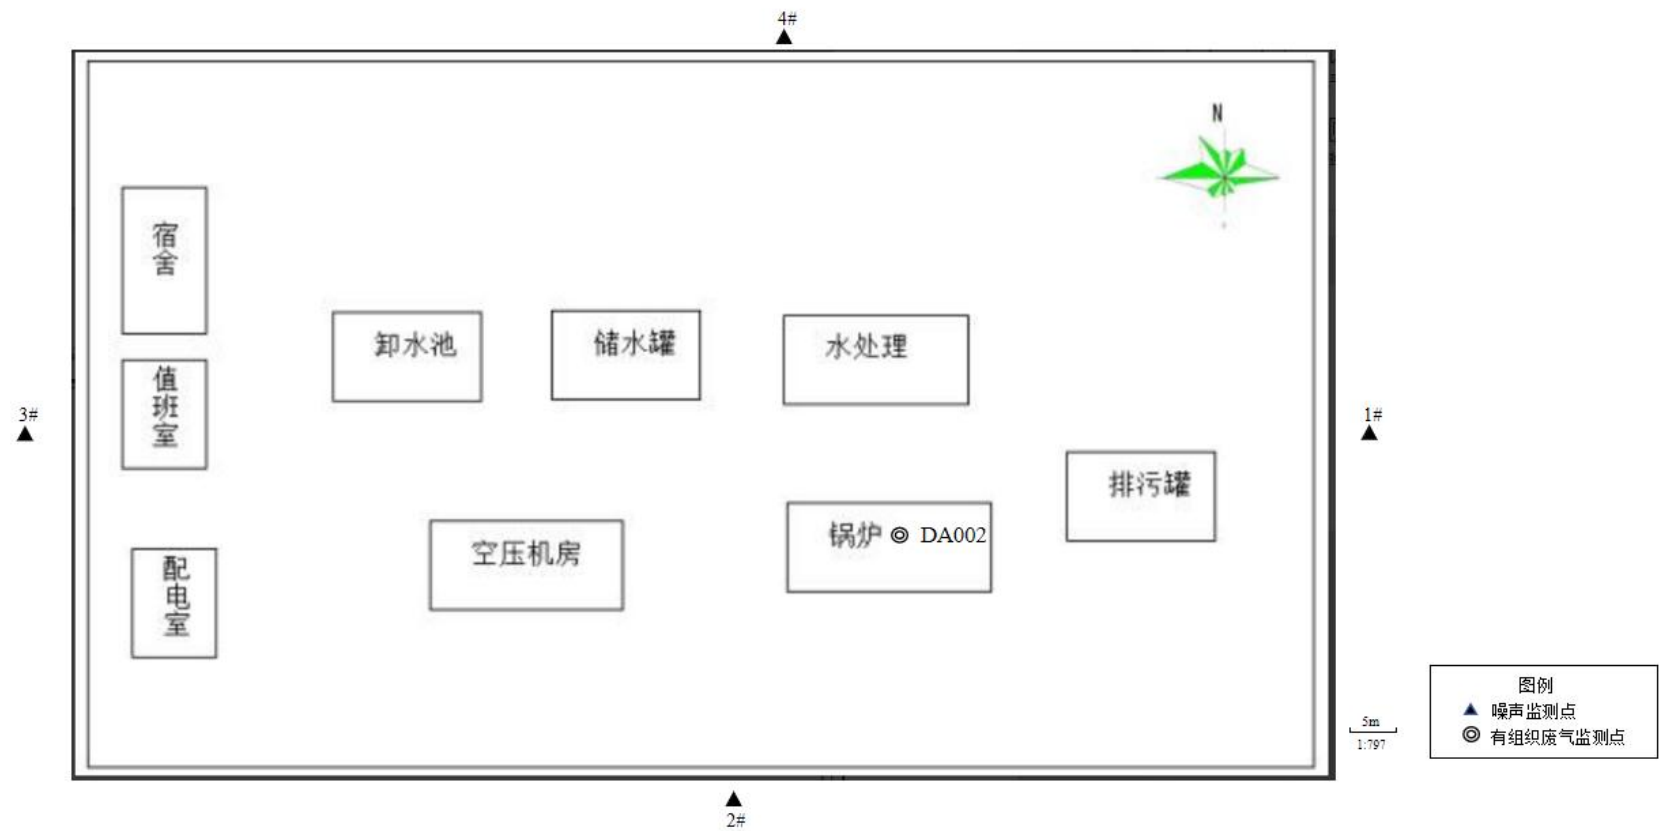 4#
N
宿舍
卸水池
储水罐
水处理
值班室
3#
1#
排污罐
锅炉 DA002
空压机房
配电室
图例
噪声监测点
有组织废气监测点
5m
1:797
2#